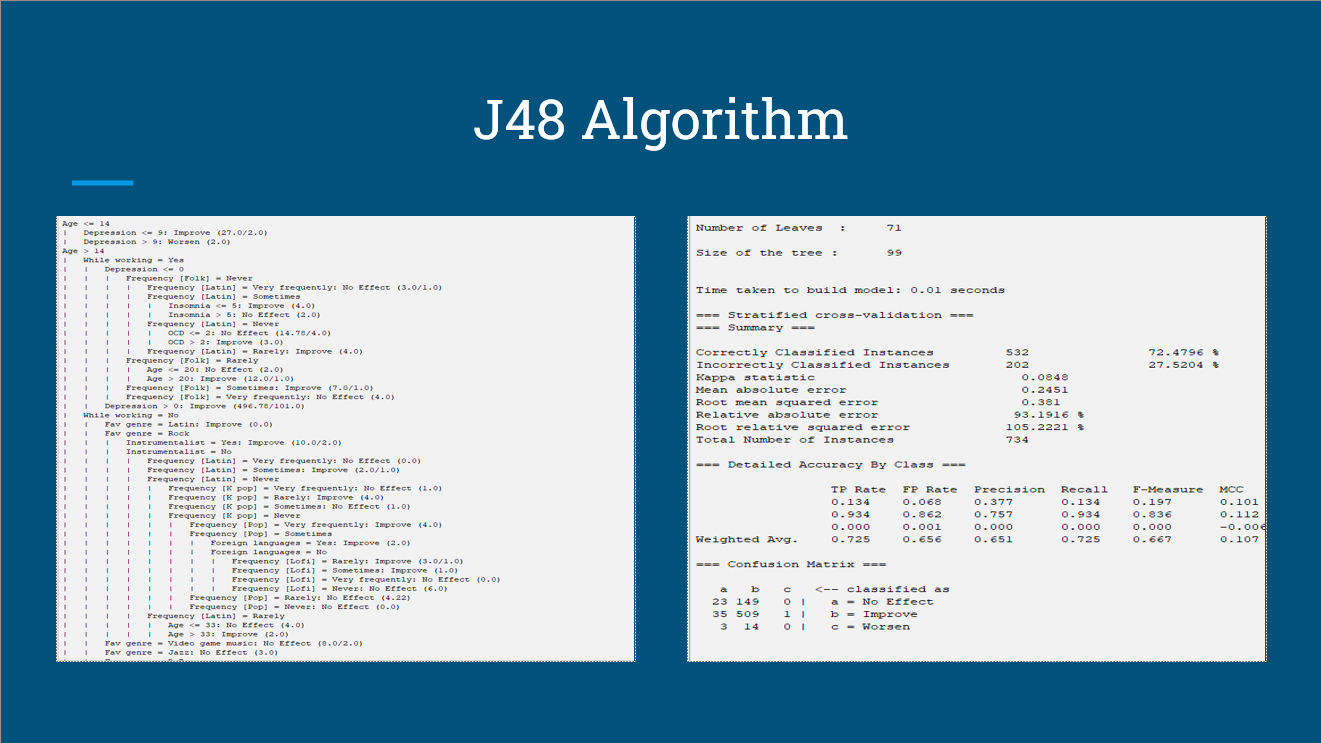 J48 Algorithm
Age <= 14
|   Depression <= 9: Improve (27.0/2.0)
|   Depression > 9: Worsen (2.0)
Age > 14
|   While working = Yes
|   |   Depression <= 0
|   |   |   Frequency [Folk] = Never
|   |   |   |   Frequency [Latin] = Very frequently: No Effect (3.0/1.0)
|   |   |   |   Frequency [Latin] = Sometimes
|   |   |   |   |   Insomnia <= 5: Improve (4.0)
|   |   |   |   |   Insomnia > 5: No Effect (2.0)
|   |   |   |   Frequency [Latin] = Never
|   |   |   |   |   OCD <= 2: No Effect (14.78/4.0)
|   |   |   |   |   OCD > 2: Improve (3.0)
|   |   |   |   Frequency [Latin] = Rarely: Improve (4.0)
|   |   |   Frequency [Folk] = Rarely
|   |   |   |   Age <= 20: No Effect (2.0)
|   |   |   |   Age > 20: Improve (12.0/1.0)
|   |   |   Frequency [Folk] = Sometimes: Improve (7.0/1.0)
|   |   |   Frequency [Folk] = Very frequently: No Effect (4.0)
|   |   Depression > 0: Improve (496.78/101.0)
|   While working = No
|   |   Fav genre = Latin: Improve (0.0)
|   |   Fav genre = Rock
|   |   |   Instrumentalist = Yes: Improve (10.0/2.0)
|   |   |   Instrumentalist = No
|   |   |   |   Frequency [Latin] = Very frequently: No Effect (0.0)
|   |   |   |   Frequency [Latin] = Sometimes: Improve (2.0/1.0)
|   |   |   |   Frequency [Latin] = Never
|   |   |   |   |   Frequency [K pop] = Very frequently: No Effect (1.0)
|   |   |   |   |   Frequency [K pop] = Rarely: Improve (4.0)
|   |   |   |   |   Frequency [K pop] = Sometimes: No Effect (1.0)
|   |   |   |   |   Frequency [K pop] = Never
|   |   |   |   |   |   Frequency [Pop] = Very frequently: Improve (4.0)
|   |   |   |   |   |   Frequency [Pop] = Sometimes
|   |   |   |   |   |   |   Foreign languages = Yes: Improve (2.0)
|   |   |   |   |   |   |   Foreign languages = No
|   |   |   |   |   |   |   |   Frequency [Lofi] = Rarely: Improve (3.0/1.0)
|   |   |   |   |   |   |   |   Frequency [Lofi] = Sometimes: Improve (1.0)
|   |   |   |   |   |   |   |   Frequency [Lofi] = Very frequently: No Effect (0.0)
|   |   |   |   |   |   |   |   Frequency [Lofi] = Never: No Effect (6.0)
|   |   |   |   |   |   Frequency [Pop] = Rarely: No Effect (4.22)
|   |   |   |   |   |   Frequency [Pop] = Never: No Effect (0.0)
|   |   |   |   Frequency [Latin] = Rarely
|   |   |   |   |   Age <= 33: No Effect (4.0)
|   |   |   |   |   Age > 33: Improve (2.0)
|   |   Fav genre = Video game music: No Effect (8.0/2.0)
|   |   Fav genre = Jazz: No Effect (3.0)
Number of Leaves  :     71
Size of the tree :      99
Time taken to build model: 0.01 seconds
=== Stratified cross-validation ===
=== Summary ===
Correctly Classified Instances         532               72.4796 %
Incorrectly Classified Instances       202               27.5204 %
Kappa statistic                          0.0848
Mean absolute error                      0.2451
Root mean squared error                  0.381
Relative absolute error                 93.1916 %
Root relative squared error            105.2221 %
Total Number of Instances              734
=== Detailed Accuracy By Class ===
TP Rate  FP Rate  Precision  Recall   F-Measure  MCC
0.134    0.068    0.377      0.134    0.197      0.101
0.934    0.862    0.757      0.934    0.836      0.112
0.000    0.001    0.000      0.000    0.000      -0.006
Weighted Avg.    0.725    0.656    0.651      0.725    0.667      0.107
=== Confusion Matrix ===
a   b   c   <-- classified as
23 149   0 |   a = No Effect
35 509   1 |   b = Improve
3  14   0 |   c = Worsen